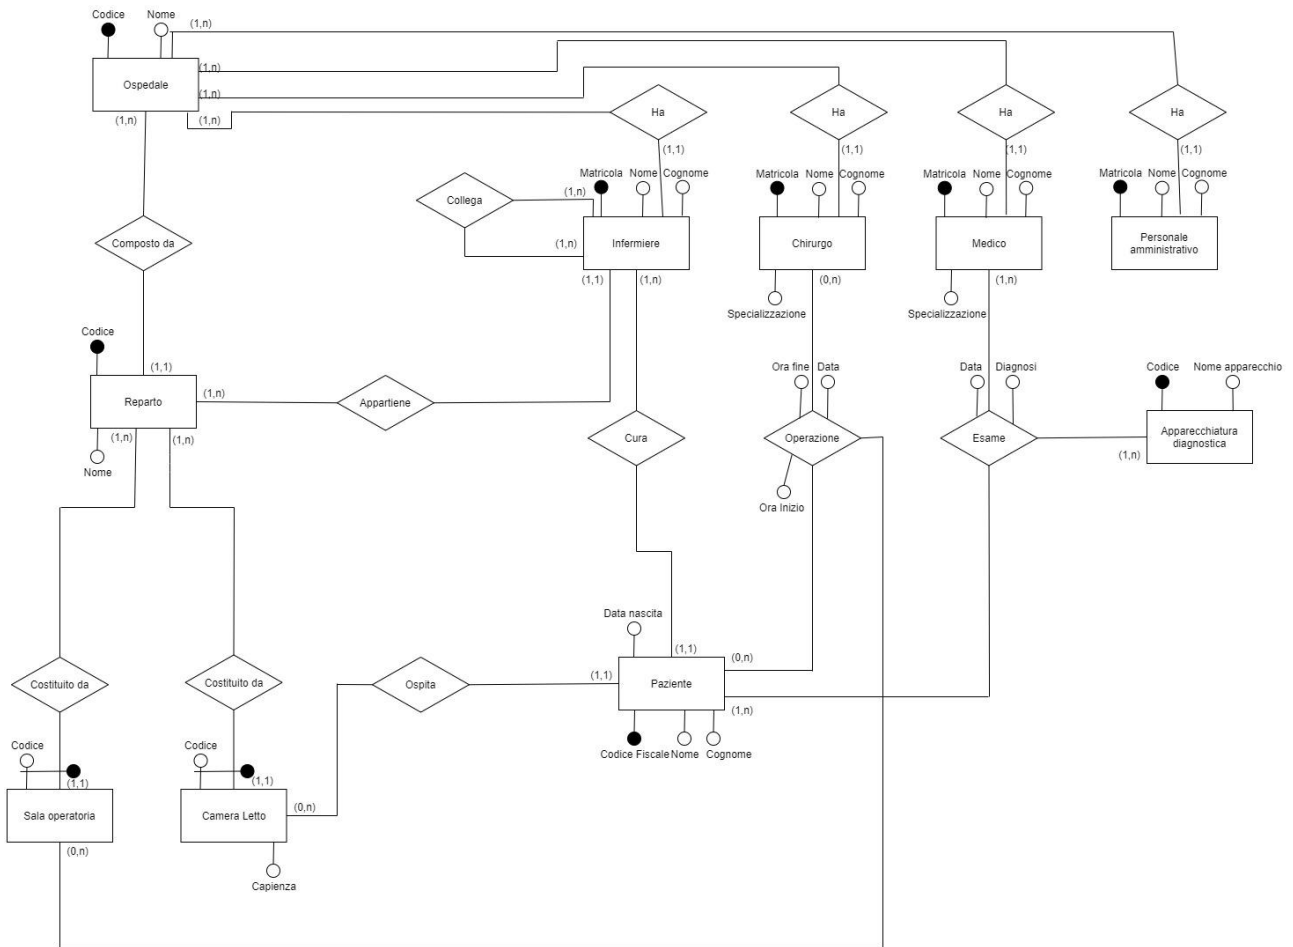 Codice
Nome
(1,n)
Ospedale
(1,n)
(1,n)
(1,n)
(1,n)
Ha
Ha
Ha
Ha
(1,n)
(1,1)
(1,1)
(1,1)
(1,1)
Matricola
Nome
Cognome
Matricola
Nome
Cognome
Matricola
Nome
Cognome
Matricola
Nome
Cognome
Collega
(1,n)
(1,n)
Infermiere
Chirurgo
Medico
Personale
amministrativo
Composto da
(1,1)
(1,n)
(0,n)
(1,n)
Specializzazione
Specializzazione
Codice
(1,1)
Reparto
(1,n)
Appartiene
(1,n)
(1,n)
Nome
Ora fine
Data
Data
Diagnosi
Codice
Nome apparecchio
Cura
Operazione
Esame
Apparecchiatura
diagnostica
(1,n)
Ora Inizio
Data nascita
(1,1)
(0,n)
Costituito da
Costituito da
Ospita
(1,1)
Paziente
(1,n)
Codice Fiscale
Nome
Cognome
Codice
(1,1)
Codice
(1,1)
Sala operatoria
Camera Letto
(0,n)
(0,n)
Capienza